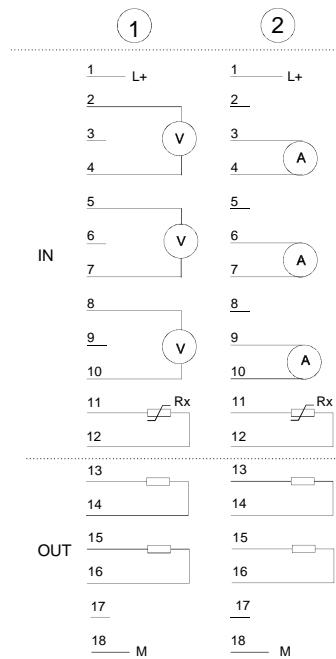 1 2
1 L+ 1 L+
2 2
V
3 3
A
4 4
5 5
V
6 6
IN A
7 7
8 8
V
9 9
A
10 10
11 Rx 11 Rx
12 12
13 13
14 14
15 15
OUT
16 16
17 17
18 M 18 M